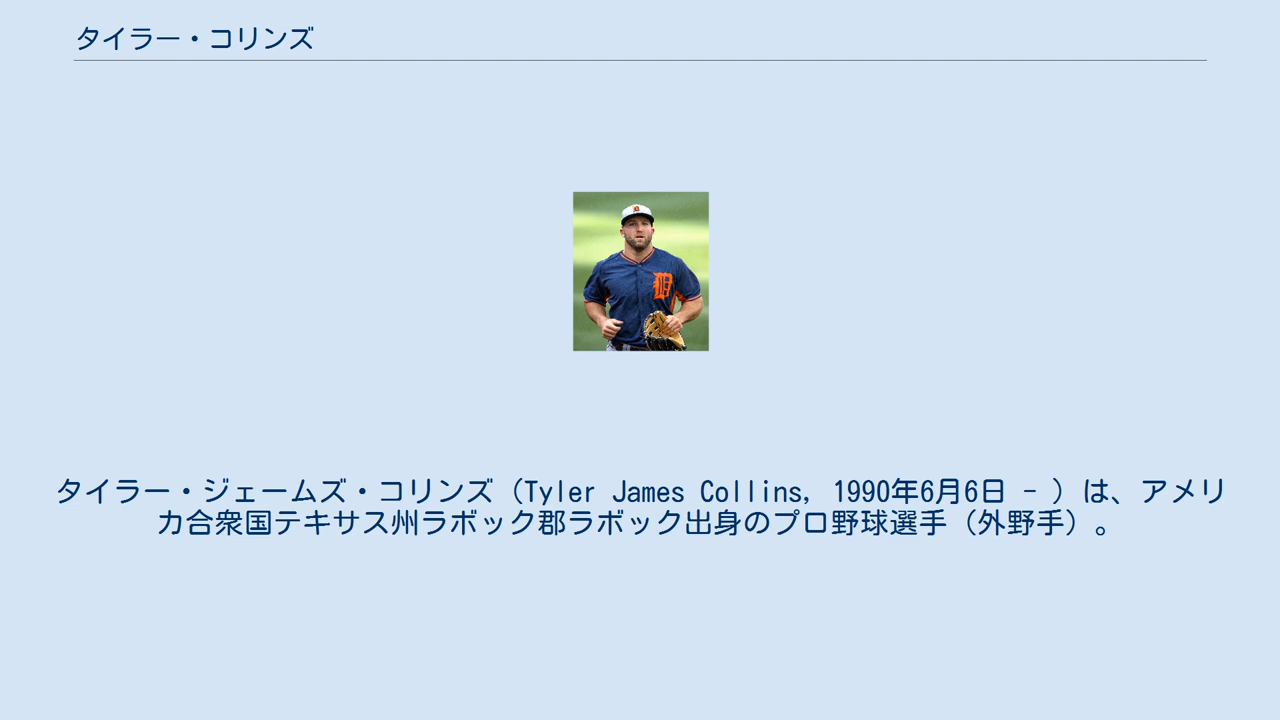 タイラー・コリンズ
タイラー・ジェームズ・コリンズ（Tyler James Collins, 1990年6月6日 - ）は、アメリ
カ合衆国テキサス州ラボック郡ラボック出身のプロ野球選手（外野手）。